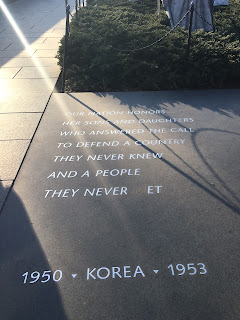 OUR NATION HONORS
HER SONS AND DAUGHTERS
WHO ANSWERED THE CALL
TO DEFEND A COUNTRY
THEY NEVER KNEW
AND A PEOPLE
THEY NEVER ET
1950 ▾ KOREA ▾ 1953